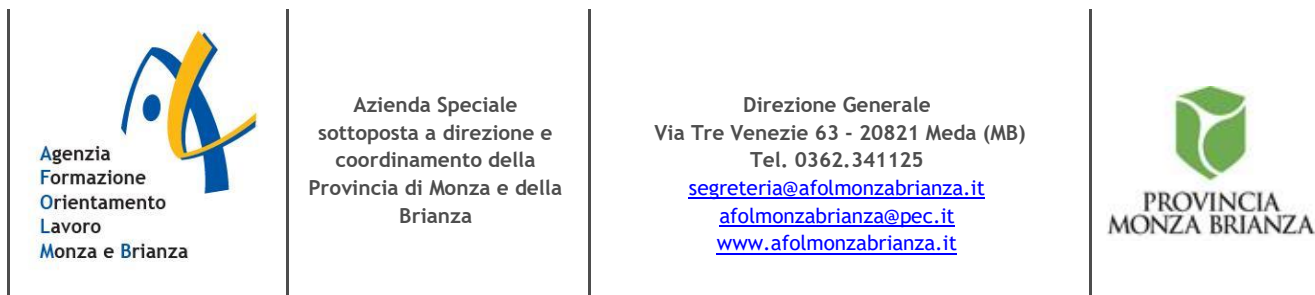 Agenzia
Formazione
Orientamento
Lavoro
Monza e Brianza
Azienda Speciale
sottoposta a direzione e
coordinamento della
Provincia di Monza e della
Brianza
Direzione Generale
Via Tre Venezie 63 - 20821 Meda (MB)
Tel. 0362.341125
segreteria@afolmonzabrianza.it
afolmonzabrianza@pec.it
www.afolmonzabrianza.it
PROVINCIA
MONZA BRIANZA